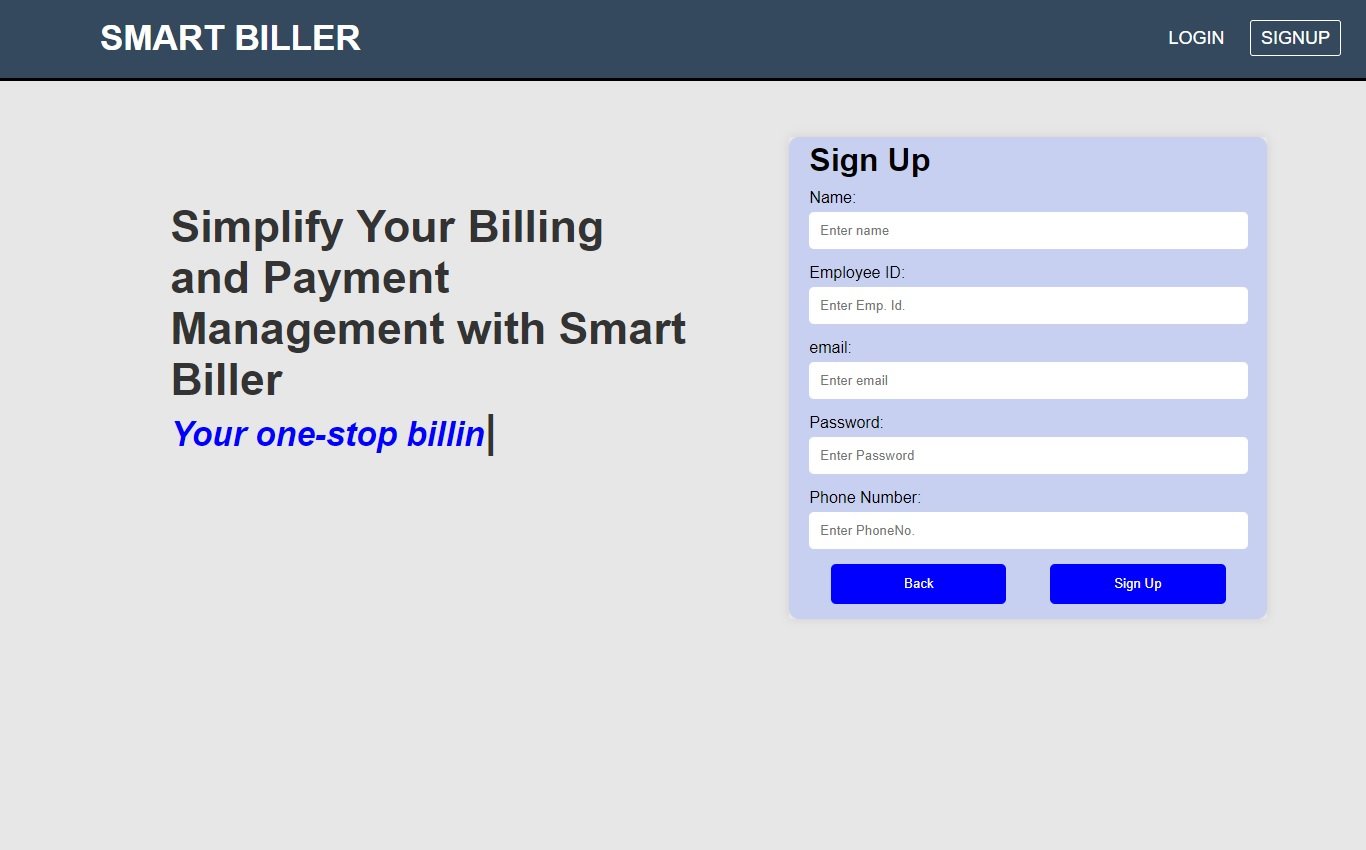 SMART BILLER
LOGIN
SIGNUP
Simplify Your Billing
and Payment
Management with Smart
Biller
Your one-stop billin
Sign Up
Name:
Enter name
Employee ID:
Enter Emp. Id.
email:
Enter email
Password:
Enter Password
Phone Number:
Enter PhoneNo.
Back
Sign Up